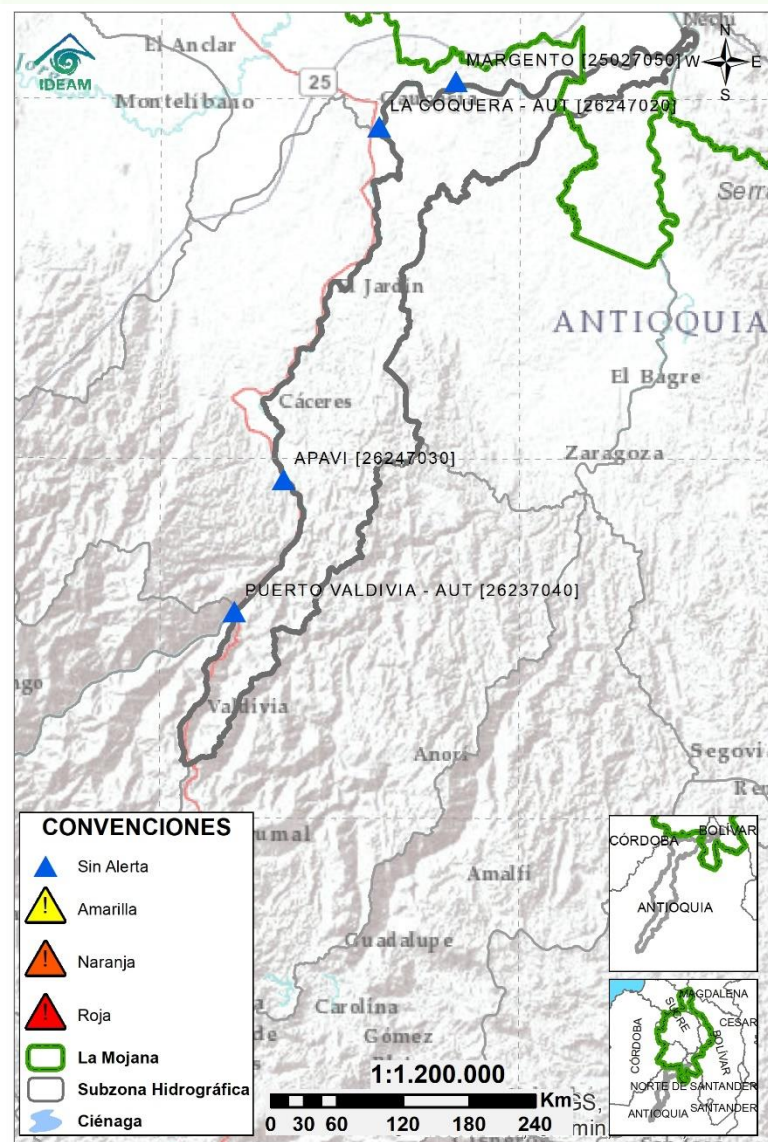 Nechí
El Anclar
N
MARGENTO [25027050]
W
E
IDEAM
25
S
Montelíbano
Caucasia
LA COQUERA - AUT [26247020]
El Jardín
ANTIOQUIA
El Bagre
Cáceres
Zaragoza
APAVI [26247030]
PUERTO VALDIVIA - AUT [26237040]
Valdivia
Anorí
Amalfi
Guadalupe
Carolina
Gómez
CONVENCIONES
Sin Alerta
! Amarilla
! Naranja
! Roja
La Mojana
Subzona Hidrográfica
Ciénaga
1:1.200.000
Km
0 30 60 120 180 240
BOLÍVAR
CÓRDOBA
ANTIOQUIA
MAGDALENA
SUCRE
CESAR
CÓRDOBA
BOLÍVAR
NORTE DE SANTANDER
ANTIOQUIA
SANTANDER